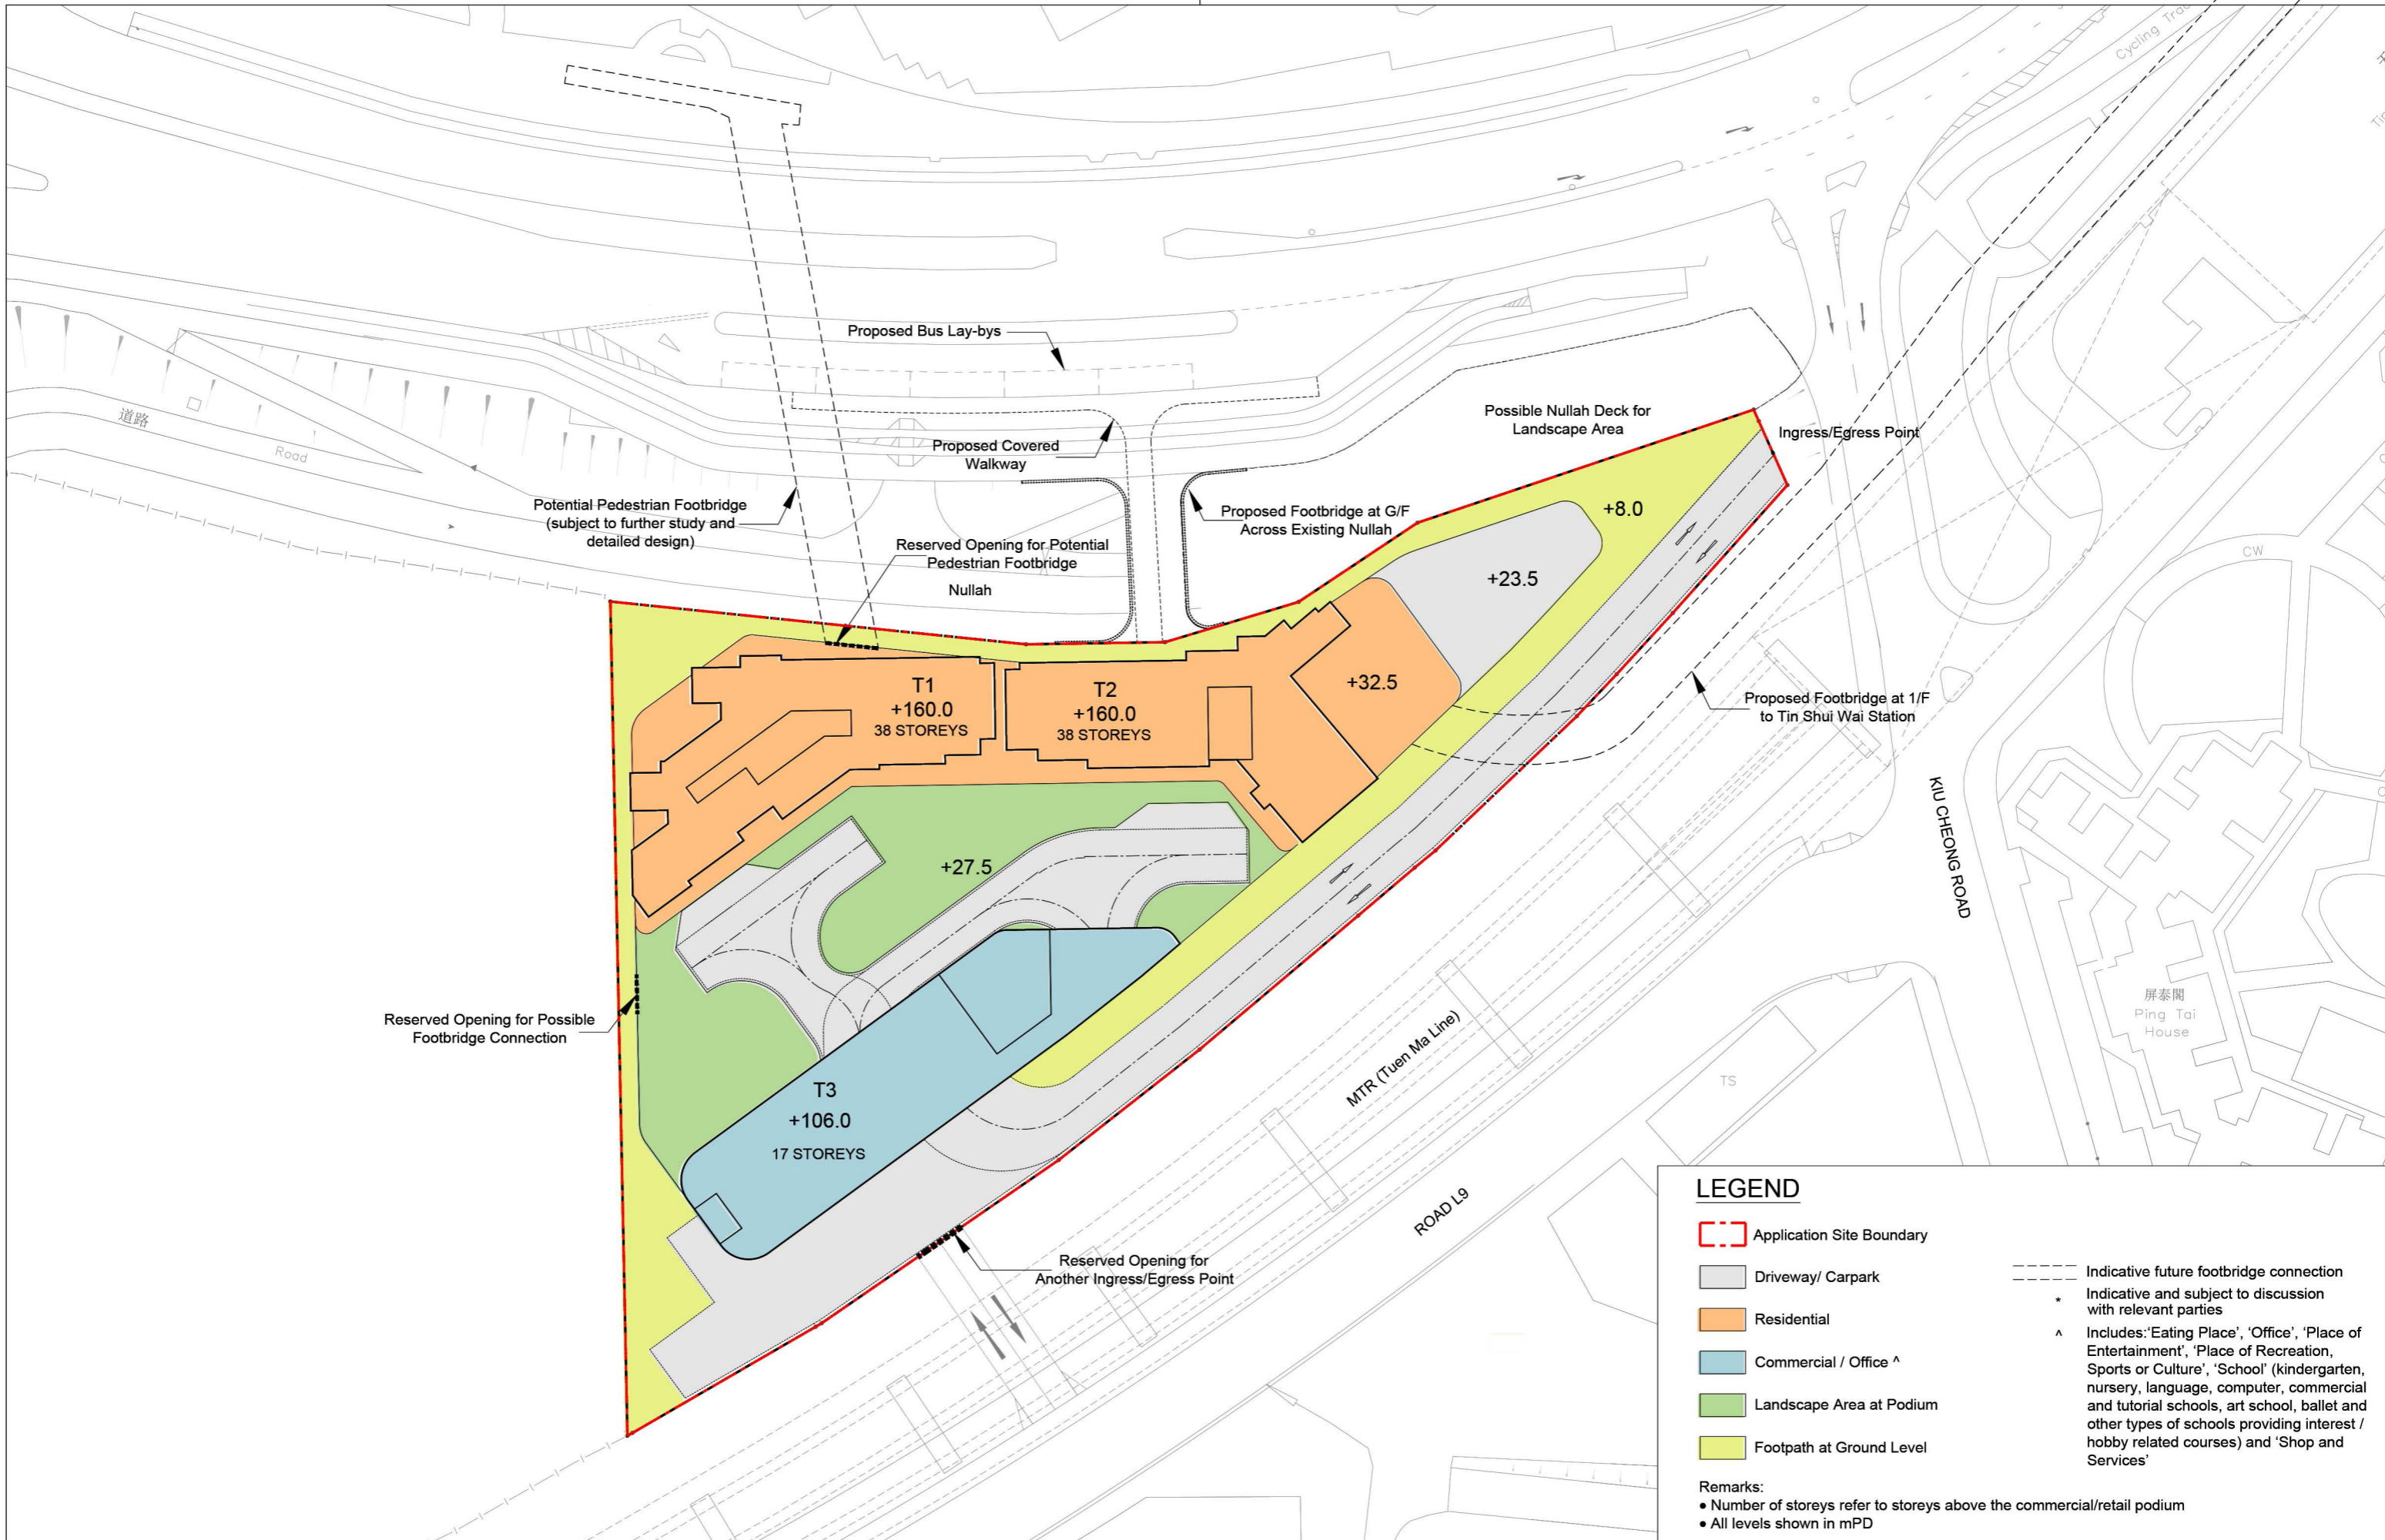 Cycling Trac
Proposed Bus Lay-bys
道路
Road
Proposed Covered
Walkway
Possible Nullah Deck for
Landscape Area
Ingress/Egress Point
Potential Pedestrian Footbridge
(subject to further study and
detailed design)
Proposed Footbridge at G/F
Across Existing Nullah
Reserved Opening for Potential
Pedestrian Footbridge
Nullah
+8.0
+23.5
CW
T1
+160.0
38 STOREYS
T2
+160.0
38 STOREYS
+32.5
Proposed Footbridge at 1/F
to Tin Shui Wai Station
KIU CHEONG ROAD
+27.5
Reserved Opening for Possible
Footbridge Connection
屏泰閣
Ping Tai
House
MTR (Tuen Ma Line)
TS
T3
+106.0
17 STOREYS
ROAD L9
Reserved Opening for
Another Ingress/Egress Point
LEGEND
Application Site Boundary
Driveway/ Carpark
Residential
Commercial / Office ^
Landscape Area at Podium
Footpath at Ground Level
Indicative future footbridge connection
* Indicative and subject to discussion
with relevant parties
^ Includes:‘Eating Place’, ‘Office’, ‘Place of
Entertainment’, ‘Place of Recreation,
Sports or Culture’, ‘School’ (kindergarten,
nursery, language, computer, commercial
and tutorial schools, art school, ballet and
other types of schools providing interest /
hobby related courses) and ‘Shop and
Services’
Remarks:
• Number of storeys refer to storeys above the commercial/retail podium
• All levels shown in mPD